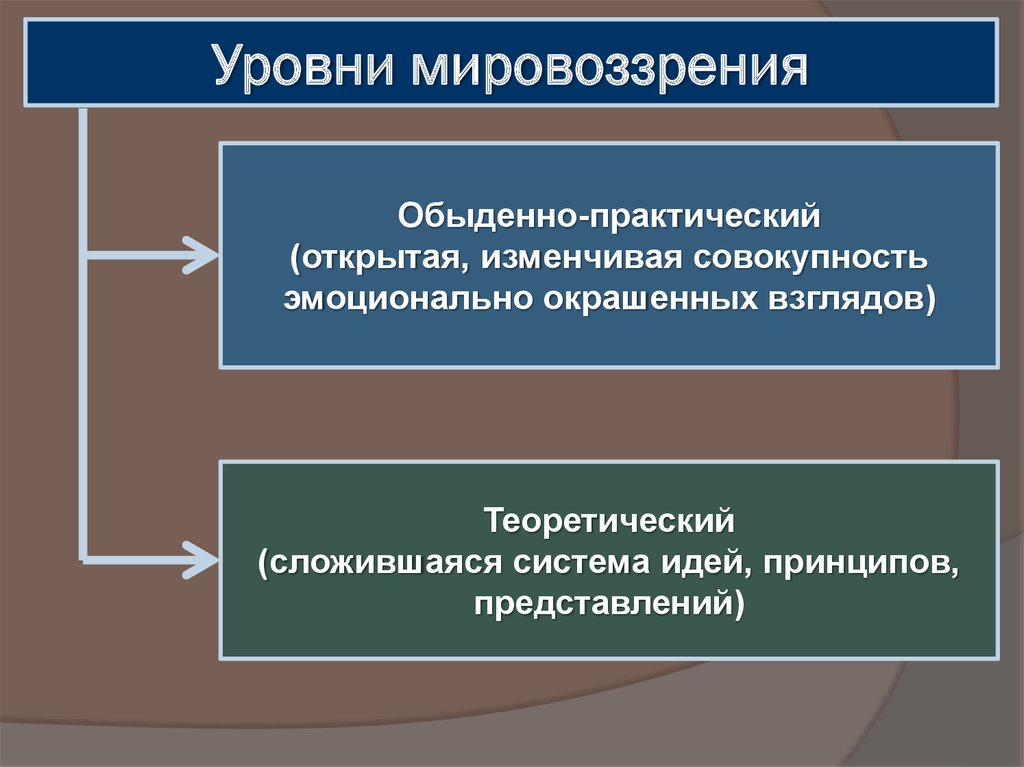 Уровни мировоззрения
Обыденно-практический
(открытая, изменчивая совокупность
эмоционально окрашенных взглядов)
Теоретический
(сложившаяся система идей, принципов,
представлений)